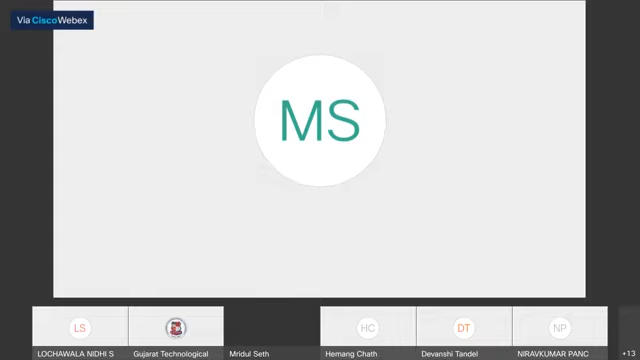 Via CiscoWebex
MS
LS
HC
DT
NP
LOCHAWALA NIDHI S
Gujarat Technological
Mridul Seth
Hemang Chath
Devanshi Tandel
NIRAVKUMAR PANC
+13